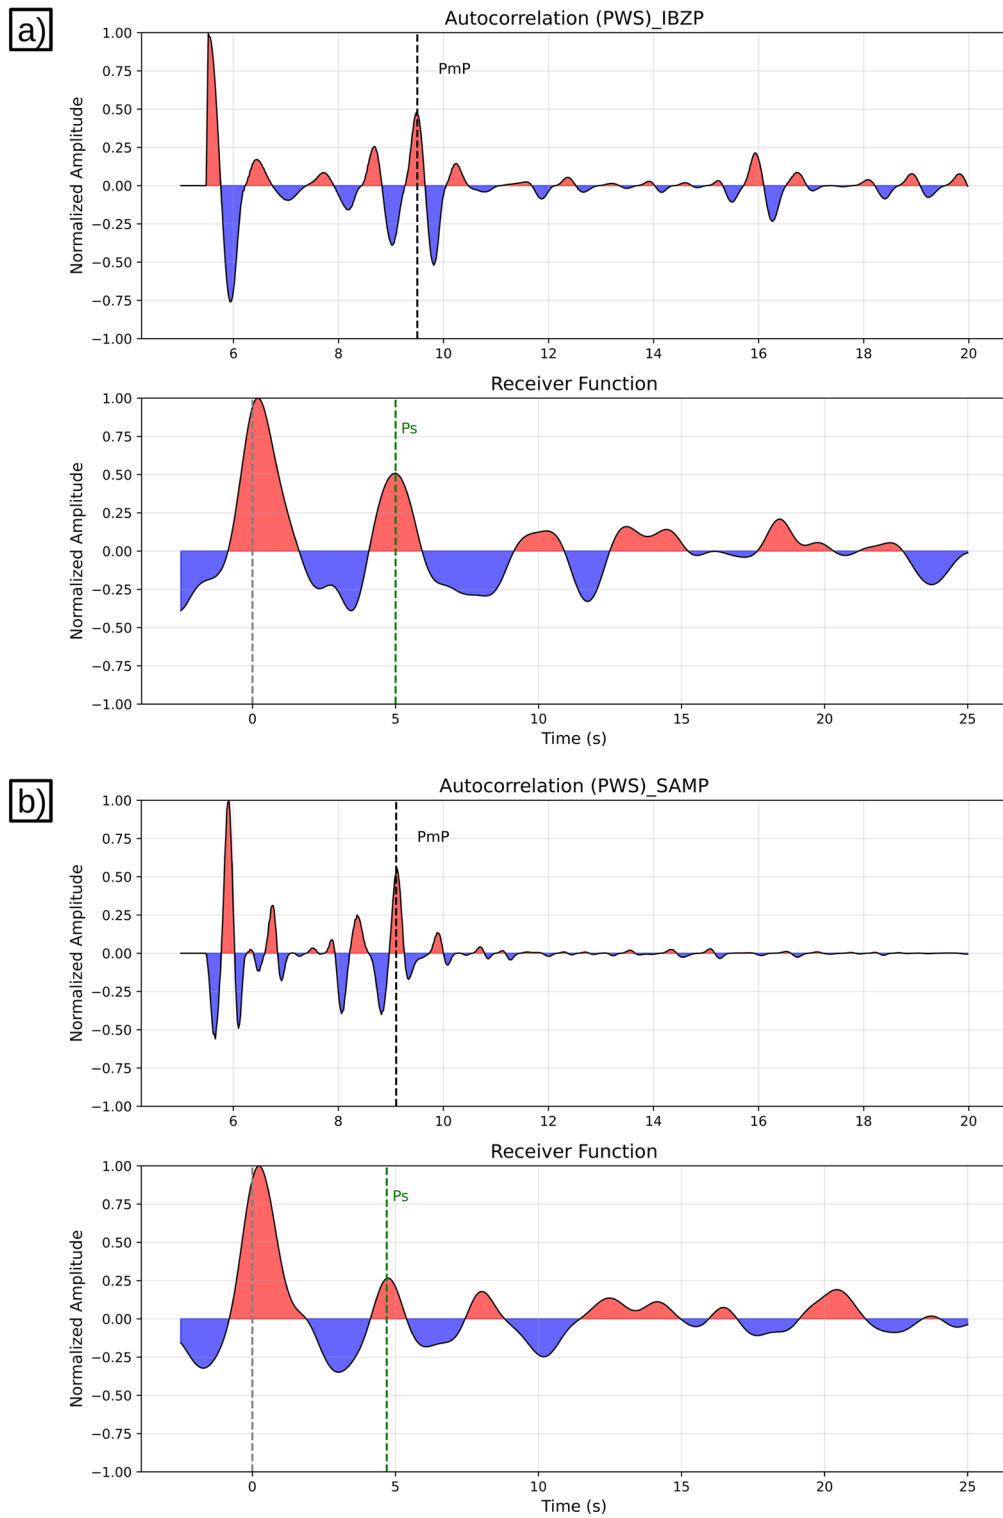 a)
Autocorrelation (PWS)_IBZP
Normalized Amplitude
1.00
0.75
0.50
0.25
0.00
−0.25
−0.50
−0.75
−1.00
PmP
6 8 10 12 14 16 18 20
Receiver Function
Normalized Amplitude
1.00
0.75
0.50
0.25
0.00
−0.25
−0.50
−0.75
−1.00
Ps
0 5 10 15 20 25
Time (s)
b)
Autocorrelation (PWS)_SAMP
Normalized Amplitude
1.00
0.75
0.50
0.25
0.00
−0.25
−0.50
−0.75
−1.00
PmP
6 8 10 12 14 16 18 20
Receiver Function
Normalized Amplitude
1.00
0.75
0.50
0.25
0.00
−0.25
−0.50
−0.75
−1.00
Ps
0 5 10 15 20 25
Time (s)